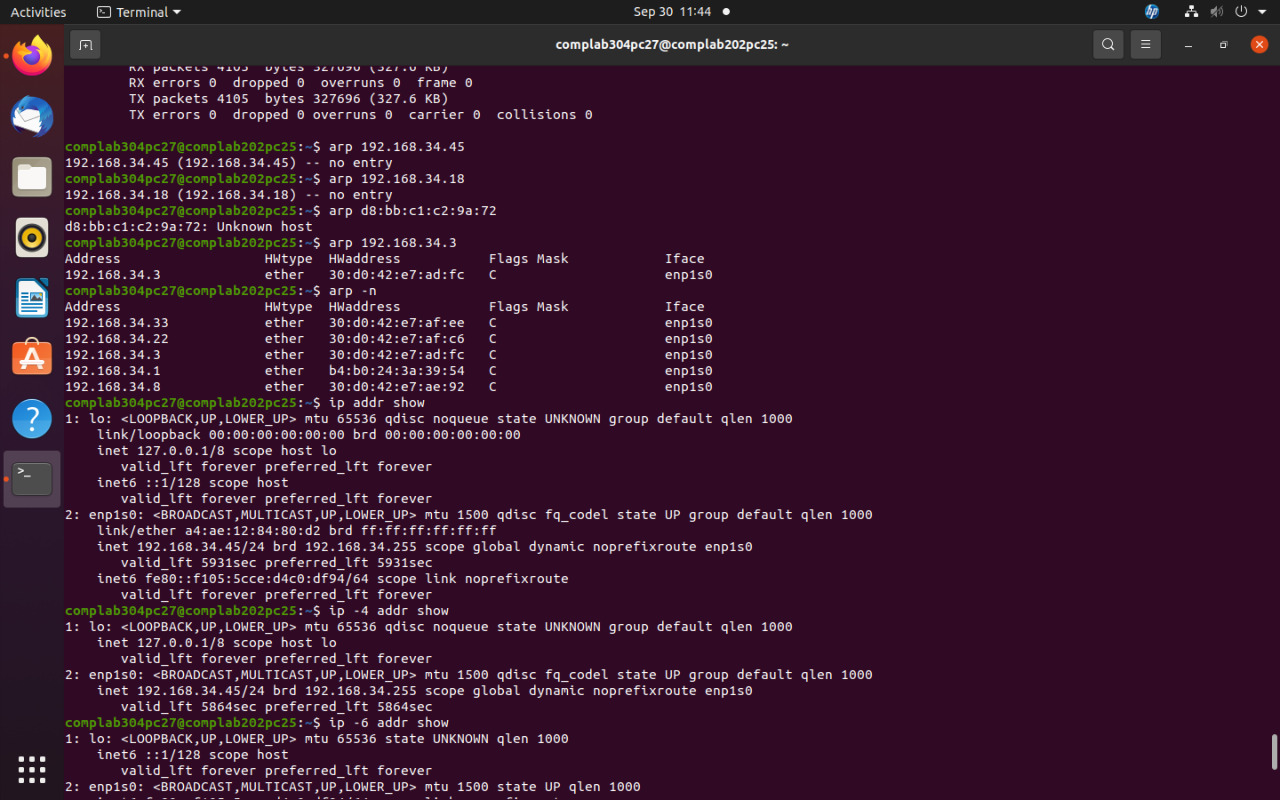 Activities Terminal Sep 30 11:44
complab304pc27@complab202pc25: ~
RX packets 4105 bytes 327696 (327.6 KB)
RX errors 0 dropped 0 overruns 0 frame 0
TX packets 4105 bytes 327696 (327.6 KB)
TX errors 0 dropped 0 overruns 0 carrier 0 collisions 0
complab304pc27@complab202pc25:~$ arp 192.168.34.45
192.168.34.45 (192.168.34.45) -- no entry
complab304pc27@complab202pc25:~$ arp 192.168.34.18
192.168.34.18 (192.168.34.18) -- no entry
complab304pc27@complab202pc25:~$ arp d8:bb:c1:c2:9a:72
d8:bb:c1:c2:9a:72: Unknown host
complab304pc27@complab202pc25:~$ arp 192.168.34.3
Address HWtype HWaddress Flags Mask Iface
192.168.34.3 ether 30:d0:42:e7:ad:fc C enp1s0
complab304pc27@complab202pc25:~$ arp -n
Address HWtype HWaddress Flags Mask Iface
192.168.34.33 ether 30:d0:42:e7:af:ee C enp1s0
192.168.34.22 ether 30:d0:42:e7:af:c6 C enp1s0
192.168.34.3 ether 30:d0:42:e7:ad:fc C enp1s0
192.168.34.1 ether b4:b0:24:3a:39:54 C enp1s0
192.168.34.8 ether 30:d0:42:e7:ae:92 C enp1s0
complab304pc27@complab202pc25:~$ ip addr show
1: lo: <LOOPBACK,UP,LOWER_UP> mtu 65536 qdisc noqueue state UNKNOWN group default qlen 1000
link/loopback 00:00:00:00:00:00 brd 00:00:00:00:00:00
inet 127.0.0.1/8 scope host lo
valid_lft forever preferred_lft forever
inet6 ::1/128 scope host
valid_lft forever preferred_lft forever
2: enp1s0: <BROADCAST,MULTICAST,UP,LOWER_UP> mtu 1500 qdisc fq_codel state UP group default qlen 1000
link/ether a4:ae:12:84:80:d2 brd ff:ff:ff:ff:ff:ff
inet 192.168.34.45/24 brd 192.168.34.255 scope global dynamic noprefixroute enp1s0
valid_lft 5931sec preferred_lft 5931sec
inet6 fe80::f105:5cce:d4c0:df94/64 scope link noprefixroute
valid_lft forever preferred_lft forever
complab304pc27@complab202pc25:~$ ip -4 addr show
1: lo: <LOOPBACK,UP,LOWER_UP> mtu 65536 qdisc noqueue state UNKNOWN group default qlen 1000
inet 127.0.0.1/8 scope host lo
valid_lft forever preferred_lft forever
2: enp1s0: <BROADCAST,MULTICAST,UP,LOWER_UP> mtu 1500 qdisc fq_codel state UP group default qlen 1000
inet 192.168.34.45/24 brd 192.168.34.255 scope global dynamic noprefixroute enp1s0
valid_lft 5864sec preferred_lft 5864sec
complab304pc27@complab202pc25:~$ ip -6 addr show
1: lo: <LOOPBACK,UP,LOWER_UP> mtu 65536 state UNKNOWN qlen 1000
inet6 ::1/128 scope host
valid_lft forever preferred_lft forever
2: enp1s0: <BROADCAST,MULTICAST,UP,LOWER_UP> mtu 1500 state UP qlen 1000